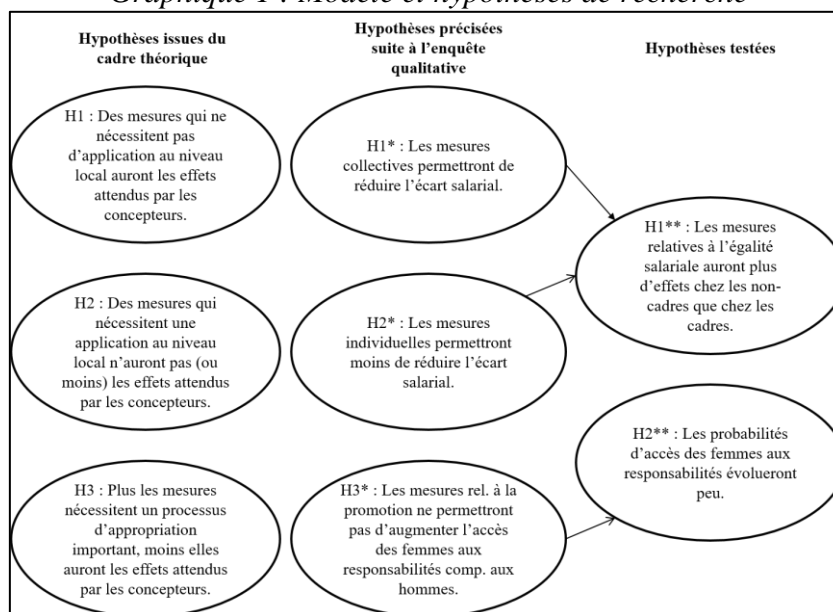 Graphique 1 : Modèle et hypothèses de recherche
Hypothèses issues du
cadre théorique
Hypothèses précisées
suite à l'enquête
qualitative
Hypothèses testées
H1 : Des mesures qui ne
nécessitent pas
d'application au niveau
local auront les effets
attendus par les
concepteurs.
H1* : Les mesures
collectives permettront de
réduire l'écart salarial.
H1** : Les mesures
relatives à l'égalité
salariale auront plus
d'effets chez les non-
cadres que chez les
cadres.
H2 : Des mesures qui
nécessitent une
application au niveau
local n'auront pas (ou
moins) les effets attendus
par les concepteurs.
H2* : Les mesures
individuelles permettront
moins de réduire l'écart
salarial.
H2** : Les probabilités
d'accès des femmes aux
responsabilités évolueront
peu.
H3 : Plus les mesures
nécessitent un processus
d'appropriation
important, moins elles
auront les effets attendus
par les concepteurs.
H3* : Les mesures rel. à la
promotion ne permettront
pas d'augmenter l'accès
des femmes aux
responsabilités comp. aux
hommes.